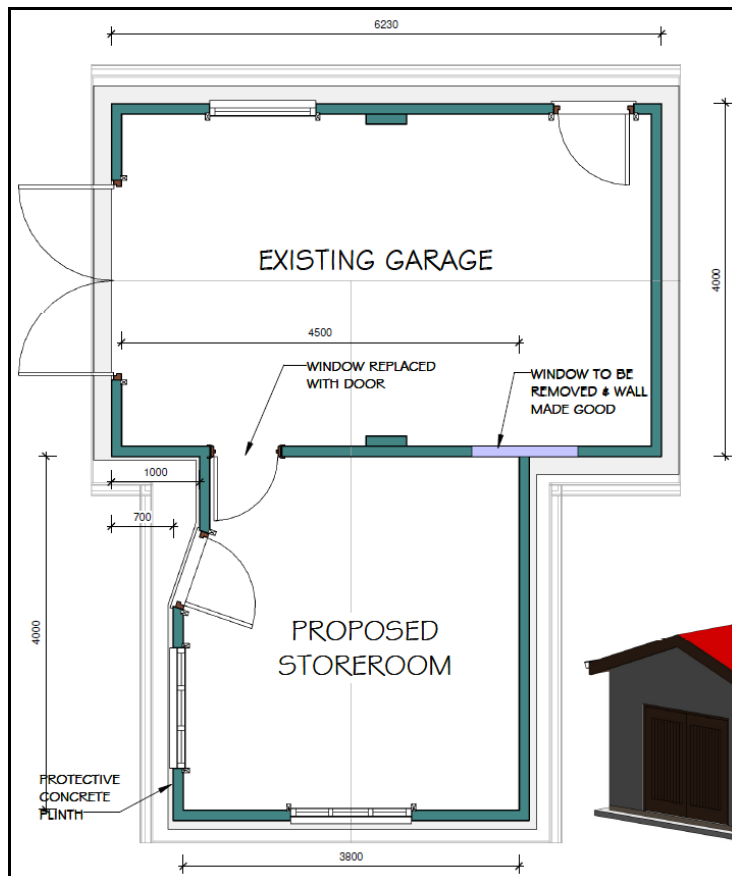 6230
EXISTING GARAGE
4000
4500
WINDOW REPLACED
WITH DOOR
WINDOW TO BE
REMOVED & WALL
MADE GOOD
1000
700
4000
PROPOSED
STOREROOM
PROTECTIVE
CONCRETE
PLINTH
3800